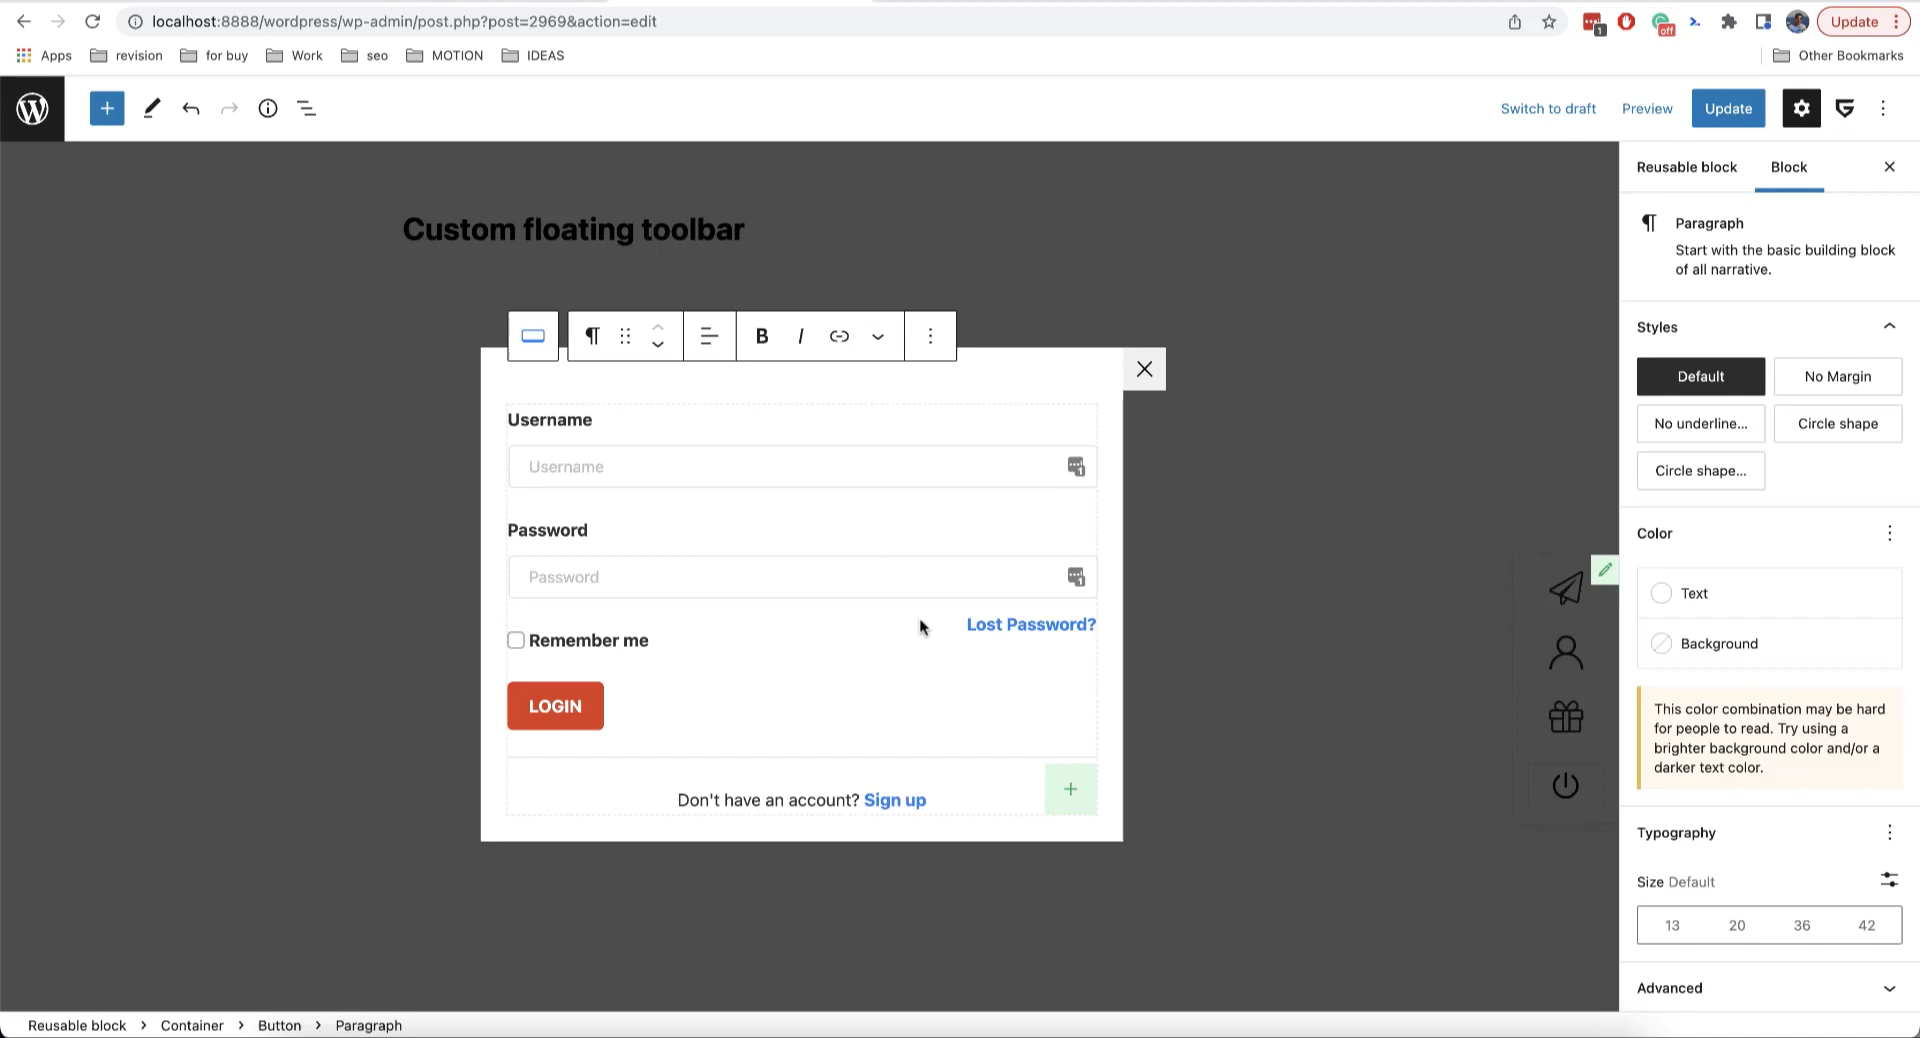 localhost:8888/wordpress/wp-admin/post.php?post=2969&action=edit
1
off
Update
Apps
revision
for buy
Work
seo
MOTION
IDEAS
Other Bookmarks
Switch to draft
Preview
Update
Reusable block
Block
Paragraph
Start with the basic building block
of all narrative.
Custom floating toolbar
Styles
B
I
Default
No Margin
No underline...
Circle shape
Circle shape...
Username
Username
1
Password
Password
1
Lost Password?
Remember me
LOGIN
Don't have an account? Sign up
Color
Text
Background
This color combination may be hard
for people to read. Try using a
brighter background color and/or a
darker text color.
Typography
Size Default
13
20
36
42
Advanced
Reusable block
Container
Button
Paragraph